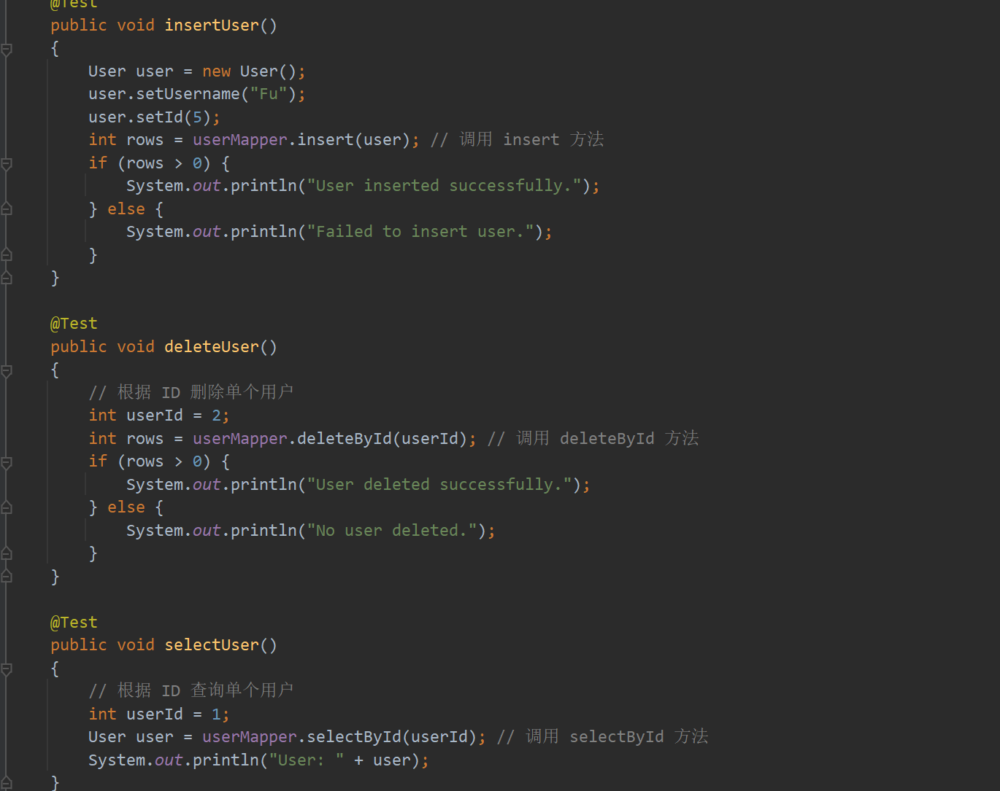 @Test
public void insertUser()
{
User user = new User();
user.setUsername("Fu");
user.setId(5);
int rows = userMapper.insert(user); // 调用 insert 方法
if (rows > 0) {
System.out.println("User inserted successfully.");
} else {
System.out.println("Failed to insert user.");
}
}
@Test
public void deleteUser()
{
// 根据 ID 删除单个用户
int userId = 2;
int rows = userMapper.deleteById(userId); // 调用 deleteById 方法
if (rows > 0) {
System.out.println("User deleted successfully.");
} else {
System.out.println("No user deleted.");
}
}
@Test
public void selectUser()
{
// 根据 ID 查询单个用户
int userId = 1;
User user = userMapper.selectById(userId); // 调用 selectById 方法
System.out.println("User: " + user);
}